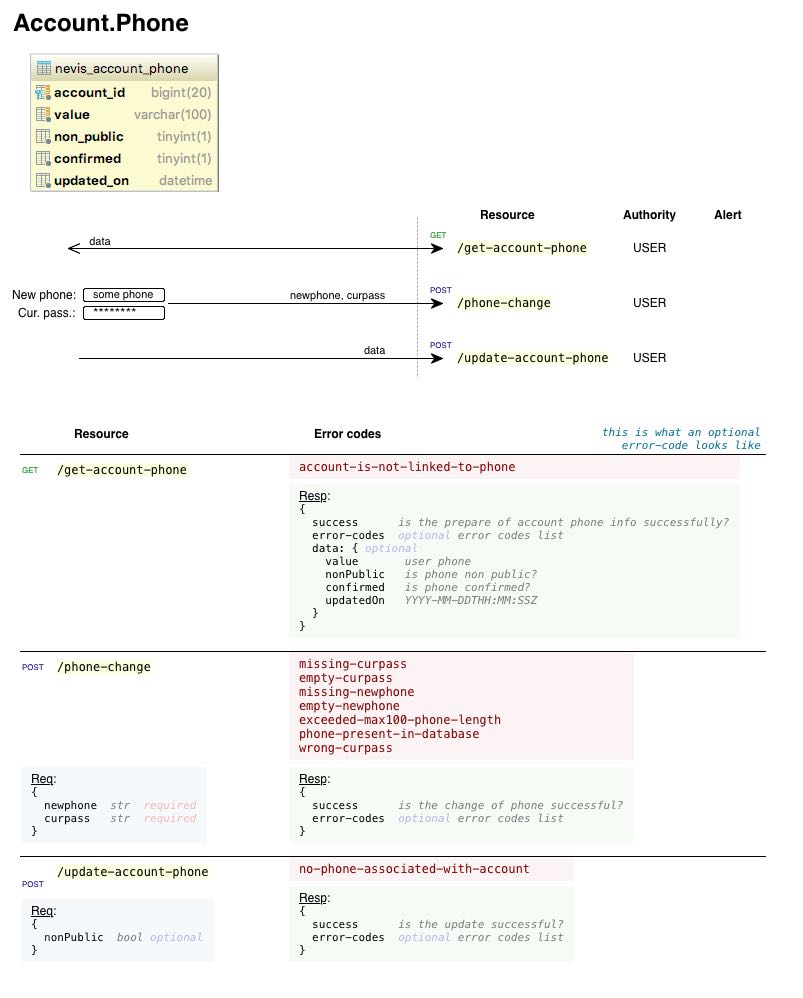 Account.Phone
nevis_account_phone
account_id bigint(20)
value varchar(100)
non_public tinyint(1)
confirmed tinyint(1)
updated_on datetime
Resource Authority Alert
data GET /get-account-phone USER
New phone: some phone newphone, curpass POST /phone-change USER
Cur. pass.: ********
data POST /update-account-phone USER
Resource Error codes this is what an optional
error-code looks like
GET /get-account-phone account-is-not-linked-to-phone
Resp:
{
success is the prepare of account phone info successfully?
error-codes optional error codes list
data: { optional
value user phone
nonPublic is phone non public?
confirmed is phone confirmed?
updatedOn YYYY-MM-DDTHH:MM:SSZ
}
}
POST /phone-change missing-curpass
empty-curpass
missing-newphone
empty-newphone
exceeded-max100-phone-length
phone-present-in-database
wrong-curpass
Req:
{
newphone str required
curpass str required
}
Resp:
{
success is the change of phone successful?
error-codes optional error codes list
}
POST /update-account-phone no-phone-associated-with-account
Req:
{
nonPublic bool optional
}
Resp:
{
success is the update successful?
error-codes optional error codes list
}